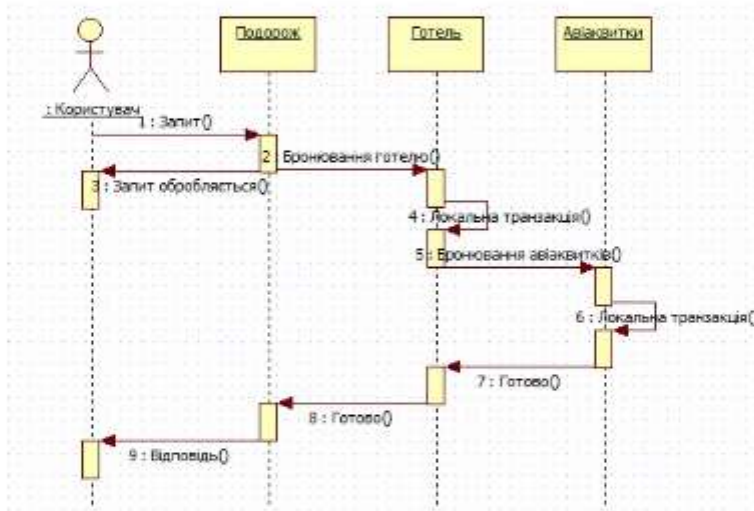 Подорож
Готель
Авіаквитки
: Користувач
1 : Запит()
2 : Бронювання готелю()
3 : Запит обробляється()
4 : Локальна транзакція()
5 : Бронювання авіаквитків()
6 : Локальна транзакція()
7 : Готово()
8 : Готово()
9 : Відповідь()